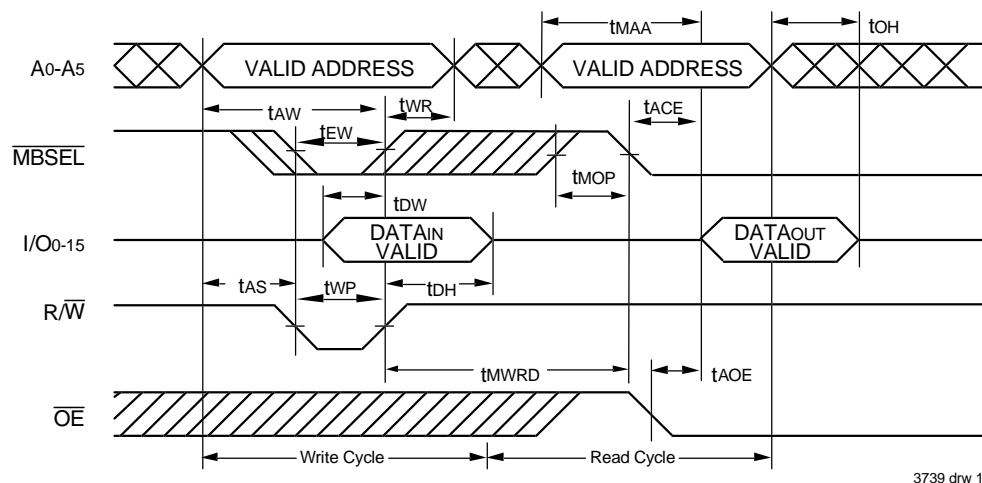 tMAA
tOH
A0-A5
VALID ADDRESS
VALID ADDRESS
tAW
tWR
tACE
tEW
MBSEL
tMOP
tDW
I/O0-15
DATAIN
VALID
DATAOUT
VALID
tAS
tWP
tDH
R/W
tMWRD
tAOE
OE
Write Cycle
Read Cycle
3739 drw 1